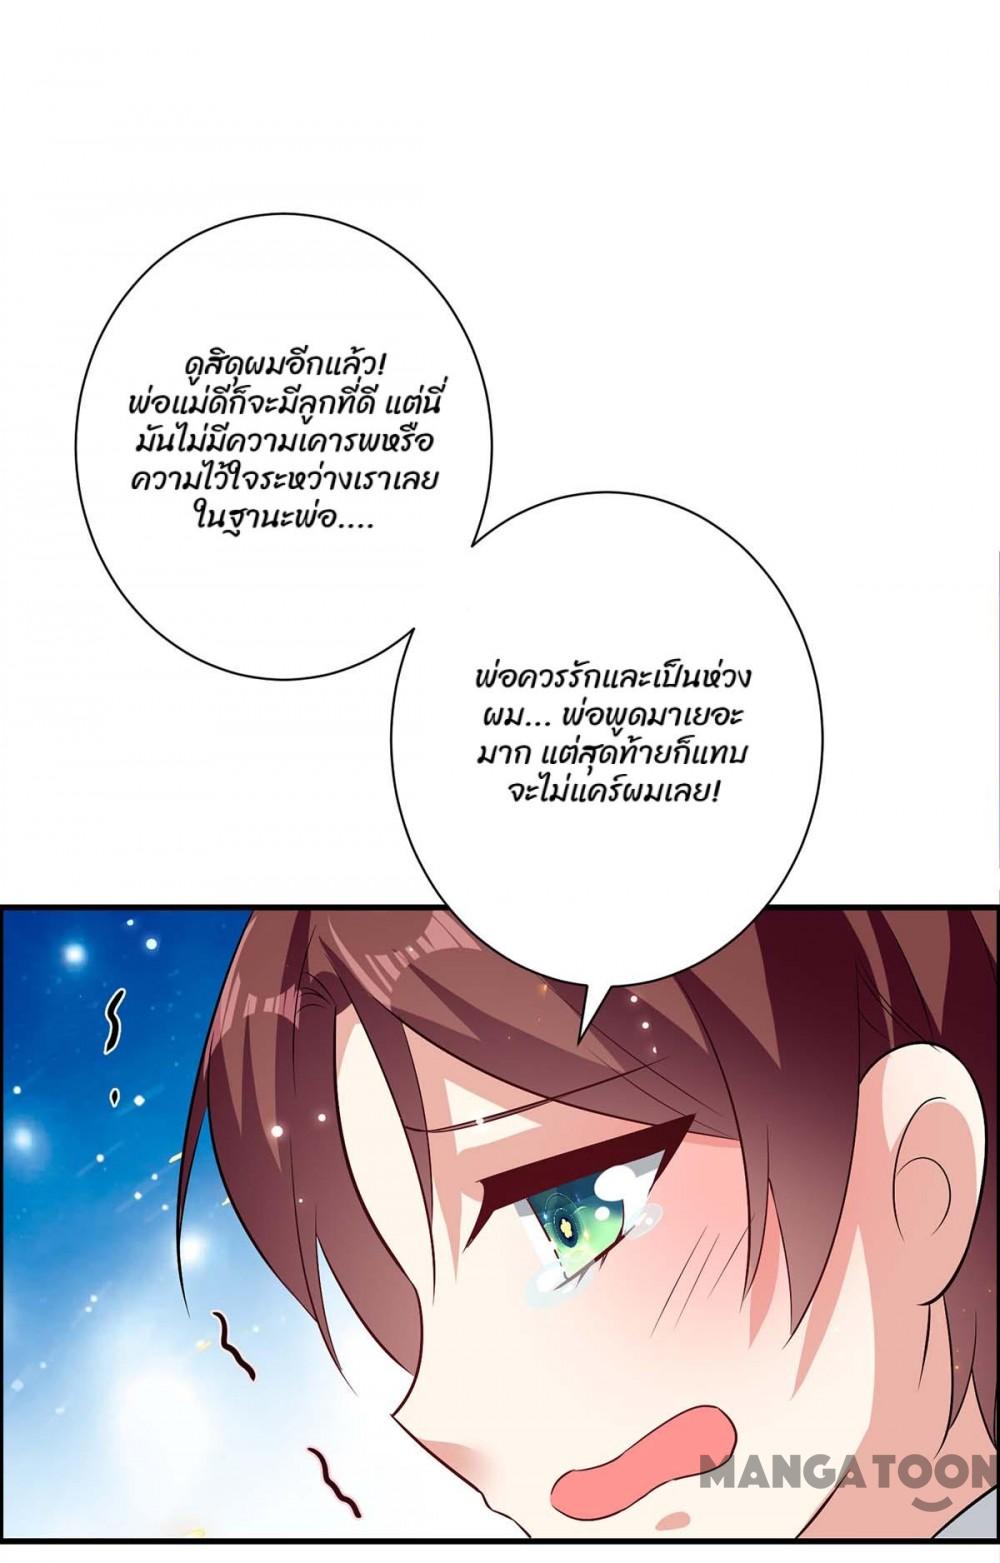 ดูสิดุผมอีกแล้ว!
พ่อแม่ดีก็จะมีลูกที่ดี แต่นี่
มันไม่มีความเคารพหรือ
ความไว้ใจระหว่างเราเลย
ในฐานะพ่อ....
พ่อควรรักและเป็นห่วง
ผม... พ่อพูดมาเยอะ
มาก แต่สุดท้ายก็แทบ
จะไม่แคร์ผมเลย!
MANGATOON